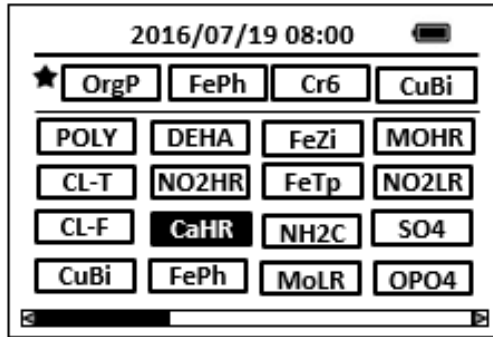 2016/07/19 08:00
OrgP FePh Cr6 CuBi
POLY DEHA FeZi MOHR
CL-T NO2HR FeTp NO2LR
CL-F CaHR NH2C SO4
CuBi FePh MoLR OPO4